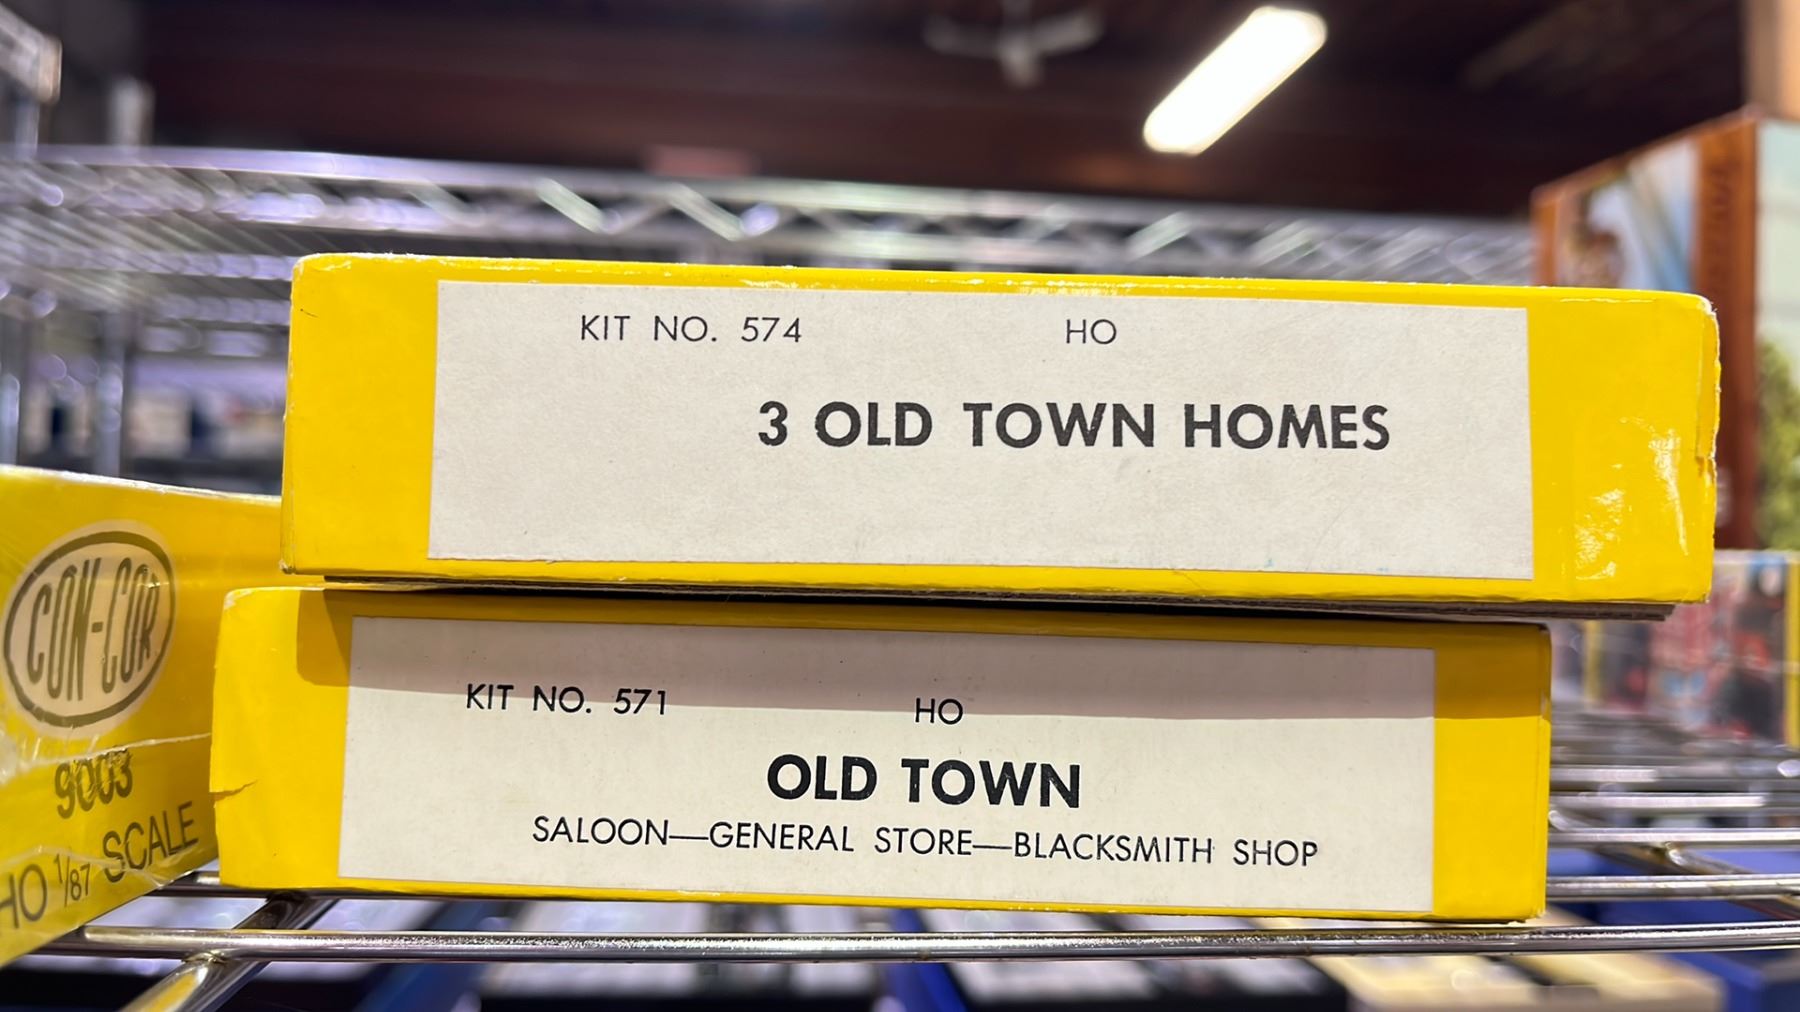 KIT NO. 574 HO
3 OLD TOWN HOMES
KIT NO. 571 HO
OLD TOWN
SALOON—GENERAL STORE—BLACKSMITH SHOP
CON-COR
9003
HO 1/87 SCALE